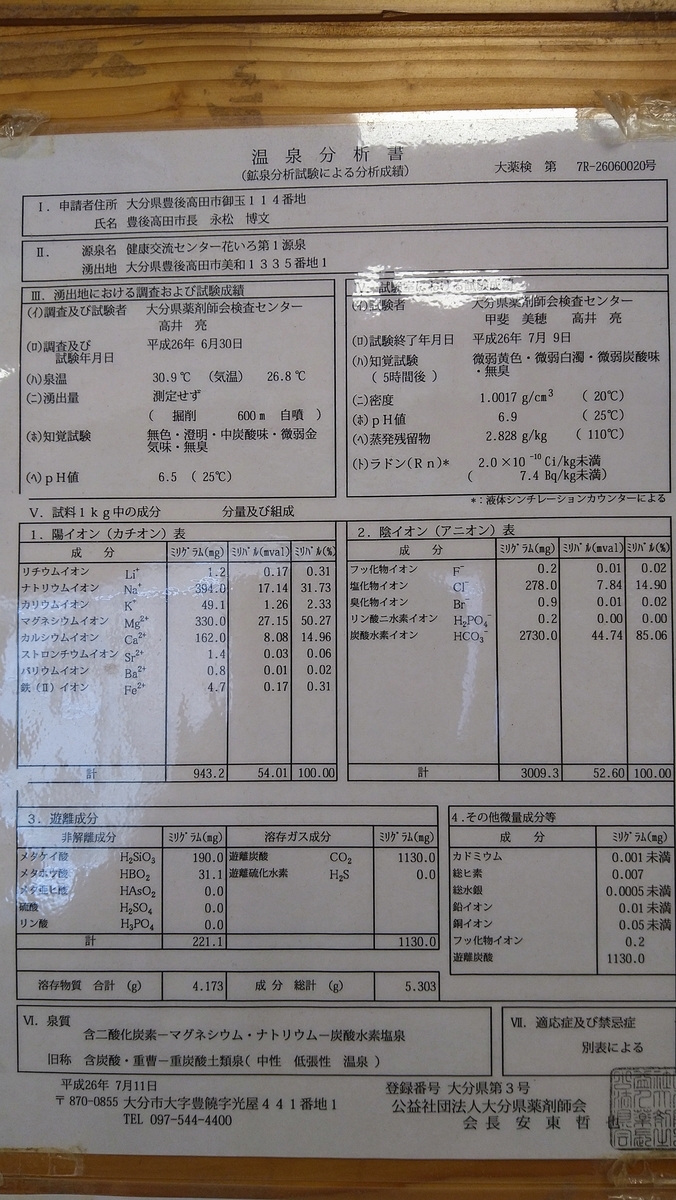 温泉分析書
(鉱泉分析試験による分析成績)
大薬検 第 7R-26060020号
Ⅰ．申請者住所 大分県豊後高田市御玉１１４番地
氏名 豊後高田市長 永松 博文
Ⅱ． 源泉名 健康交流センター花いろ第１源泉
湧出地 大分県豊後高田市美和１３３５番地１
Ⅲ．湧出地における調査および試験成績
(イ)調査及び試験者 大分県薬剤師会検査センター
高井 亮
(ロ)調査及び 平成26年 6月30日
試験年月日
(ハ)泉温 30.9℃ (気温) 26.8℃
(ニ)湧出量 測定せず
( 掘削 600m 自噴 )
(ホ)知覚試験 無色・澄明・中炭酸味・微弱金
気味・無臭
(ヘ)ｐＨ値 6.5 (25℃)
Ⅳ．試験室における試験成績
(イ)試験者 大分県薬剤師会検査センター
甲斐 美穂 高井 亮
(ロ)試験終了年月日 平成26年 7月 9日
(ハ)知覚試験 微弱黄色・微弱白濁・微弱炭酸味
( 5時間後 ) ・無臭
(ニ)密度 1.0017 g/cm³ (20℃)
(ホ)ｐＨ値 6.9 (25℃)
(ヘ)蒸発残留物 2.828 g/kg (110℃)
(ト)ラドン(Ｒｎ)* 2.0×10⁻¹⁰ Ci/kg未満
( 7.4 Bq/kg未満)
*：液体シンチレーションカウンターによる
Ⅴ．試料１kg中の成分 分量及び組成
1．陽イオン（カチオン）表
成分 ﾐﾘｸﾞﾗﾑ(mg) ﾐﾘﾊﾞﾙ(mval) ﾐﾘﾊﾞﾙ(%)
リチウムイオン Li⁺ 1.2 0.17 0.31
ナトリウムイオン Na⁺ 394.0 17.14 31.73
カリウムイオン K⁺ 49.1 1.26 2.33
マグネシウムイオン Mg²⁺ 330.0 27.15 50.27
カルシウムイオン Ca²⁺ 162.0 8.08 14.96
ストロンチウムイオン Sr²⁺ 1.4 0.03 0.06
バリウムイオン Ba²⁺ 0.8 0.01 0.02
鉄（Ⅱ）イオン Fe²⁺ 4.7 0.17 0.31
計 943.2 54.01 100.00
2．陰イオン（アニオン）表
成分 ﾐﾘｸﾞﾗﾑ(mg) ﾐﾘﾊﾞﾙ(mval) ﾐﾘﾊﾞﾙ(%)
フッ化物イオン F⁻ 0.2 0.01 0.02
塩化物イオン Cl⁻ 278.0 7.84 14.90
臭化物イオン Br⁻ 0.9 0.01 0.02
リン酸二水素イオン H₂PO₄⁻ 0.2 0.00 0.00
炭酸水素イオン HCO₃⁻ 2730.0 44.74 85.06
計 3009.3 52.60 100.00
3．遊離成分
非解離成分 ﾐﾘｸﾞﾗﾑ(mg) 溶存ガス成分 ﾐﾘｸﾞﾗﾑ(mg)
メタケイ酸 H₂SiO₃ 190.0 遊離炭酸 CO₂ 1130.0
メタホウ酸 HBO₂ 31.1 遊離硫化水素 H₂S 0.0
メタ亜ヒ酸 HAsO₂ 0.0
硫酸 H₂SO₄ 0.0
リン酸 H₃PO₄ 0.0
計 221.1 1130.0
溶存物質 合計 (g) 4.173 成分 総計 (g) 5.303
4．その他微量成分等
成分 ﾐﾘｸﾞﾗﾑ(mg)
カドミウム 0.001 未満
総ヒ素 0.007
総水銀 0.0005 未満
鉛イオン 0.01 未満
銅イオン 0.05 未満
フッ化物イオン 0.2
遊離炭酸 1130.0
Ⅵ．泉質
含二酸化炭素－マグネシウム・ナトリウム－炭酸水素塩泉
旧称 含炭酸・重曹－重炭酸土類泉( 中性 低張性 温泉 )
Ⅶ．適応症及び禁忌症
別表による
平成26年 7月11日
〒870-0855 大分市大字豊饒字光屋４４１番地１
TEL 097-544-4400
登録番号 大分県第３号
公益社団法人大分県薬剤師会
会長 安東哲也